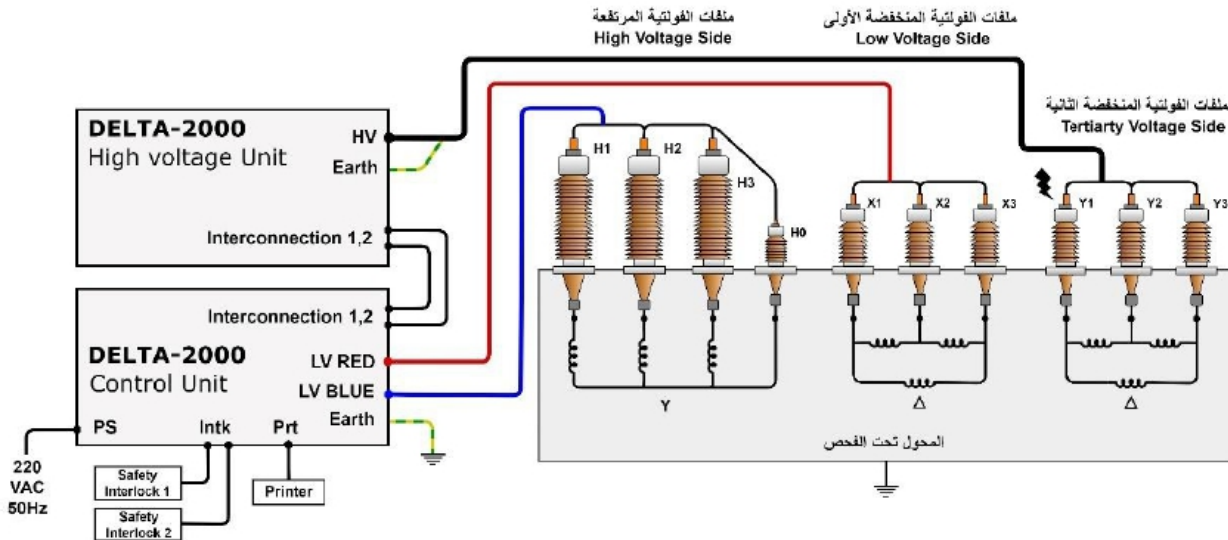 ملفات الفولتية المرتفعة
High Voltage Side
ملفات الفولتية المنخفضة الأولى
Low Voltage Side
ملفات الفولتية المنخفضة الثانية
Tertiarty Voltage Side
DELTA-2000
High voltage Unit
HV
Earth
Interconnection 1,2
H1
H2
H3
H0
X1
X2
X3
Y1
Y2
Y3
Interconnection 1,2
DELTA-2000
Control Unit
LV RED
LV BLUE
Earth
PS
Intk
Prt
220
VAC
50Hz
Safety
Interlock 1
Safety
Interlock 2
Printer
Y
Δ
Δ
المحول تحت الفحص